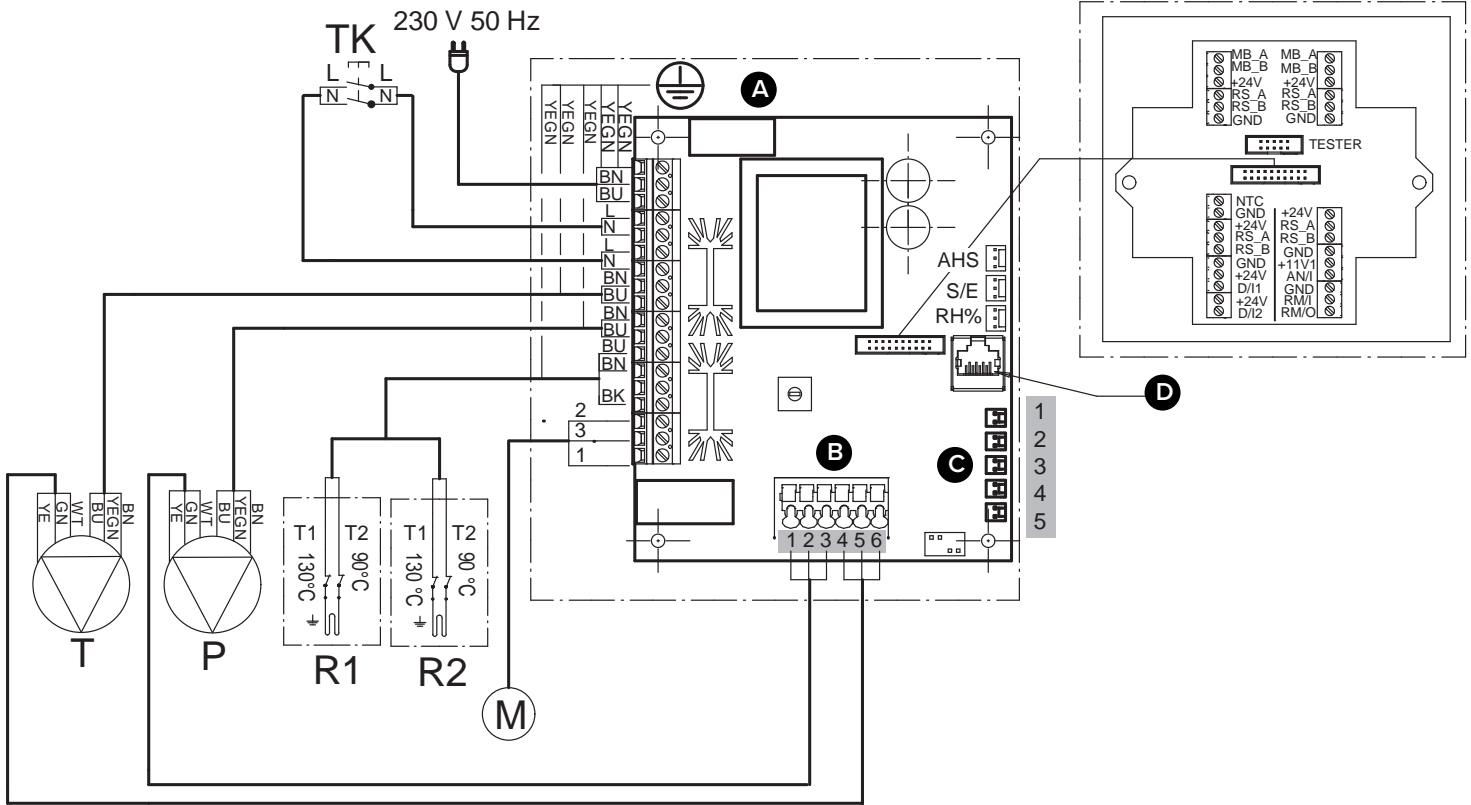 230 V 50 Hz
TK
L L
N N
A
YEGN
YEGN
YEGN
YEGN
YEGN
BN
BU
L
N
L
N
BN
BU
BN
BU
BU
BN
BK
2
3
1
AHS
S/E
RH%
D
B
C
1
2
3
4
5
1 2 3 4 5 6
MB_A MB_A
MB_B MB_B
+24V +24V
RS_A RS_A
RS_B RS_B
GND GND
TESTER
NTC
GND
+24V
RS_A
RS_B
GND
+24V
D/I1
+24V
D/I2
+24V
RS_A
RS_B
GND
+11V1
AN/I
GND
RM/I
RM/O
YE
GN
WT
BU
YEGN
BN
T
YE
GN
WT
BU
YEGN
BN
P
T1 T2
130°C 90°C
R1
T1 T2
130 °C 90 °C
R2
M